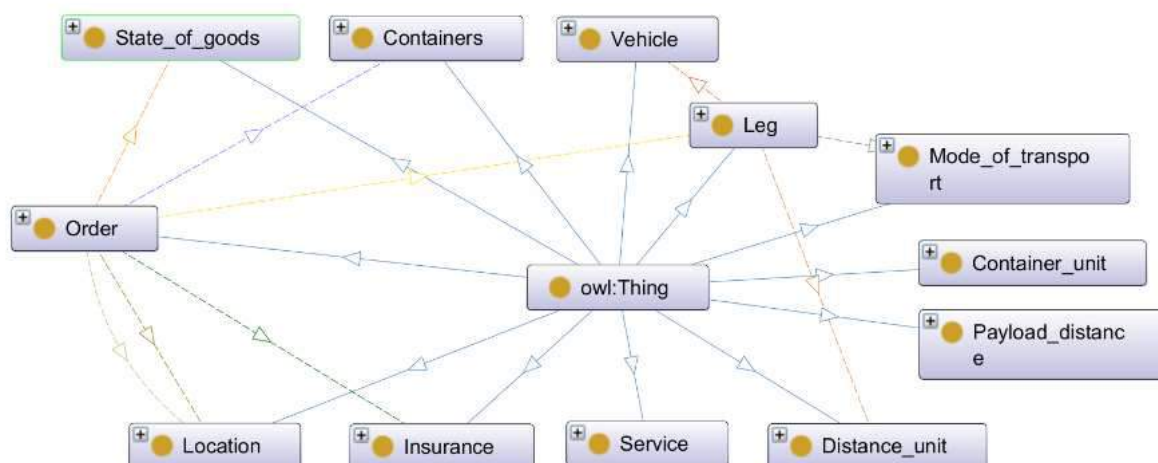 State_of_goods
Containers
Vehicle
Leg
Mode_of_transpo
rt
Order
Container_unit
owl:Thing
Payload_distanc
e
Location
Insurance
Service
Distance_unit